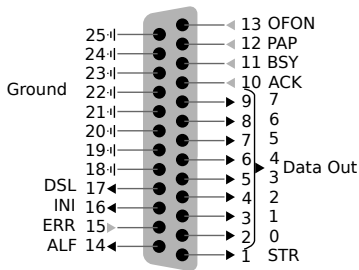 13 OFON
25
12 PAP
24
11 BSY
23
10 ACK
22
Ground
9 7
21
8 6
20
7 5
19
6 4
Data Out
18
5 3
DSL 17
4 2
INI 16
3 1
ERR 15
2 0
ALF 14
1 STR